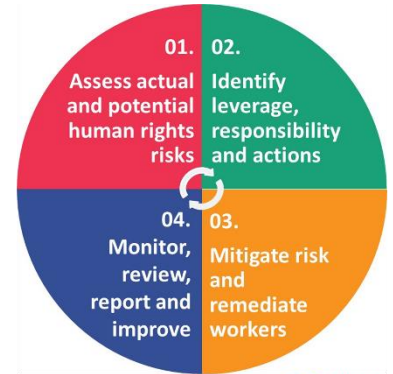 01.
Assess actual
and potential
human rights
risks
02.
Identify
leverage,
responsibility
and actions
03.
Mitigate risk
and
remediate
workers
04.
Monitor,
review,
report and
improve